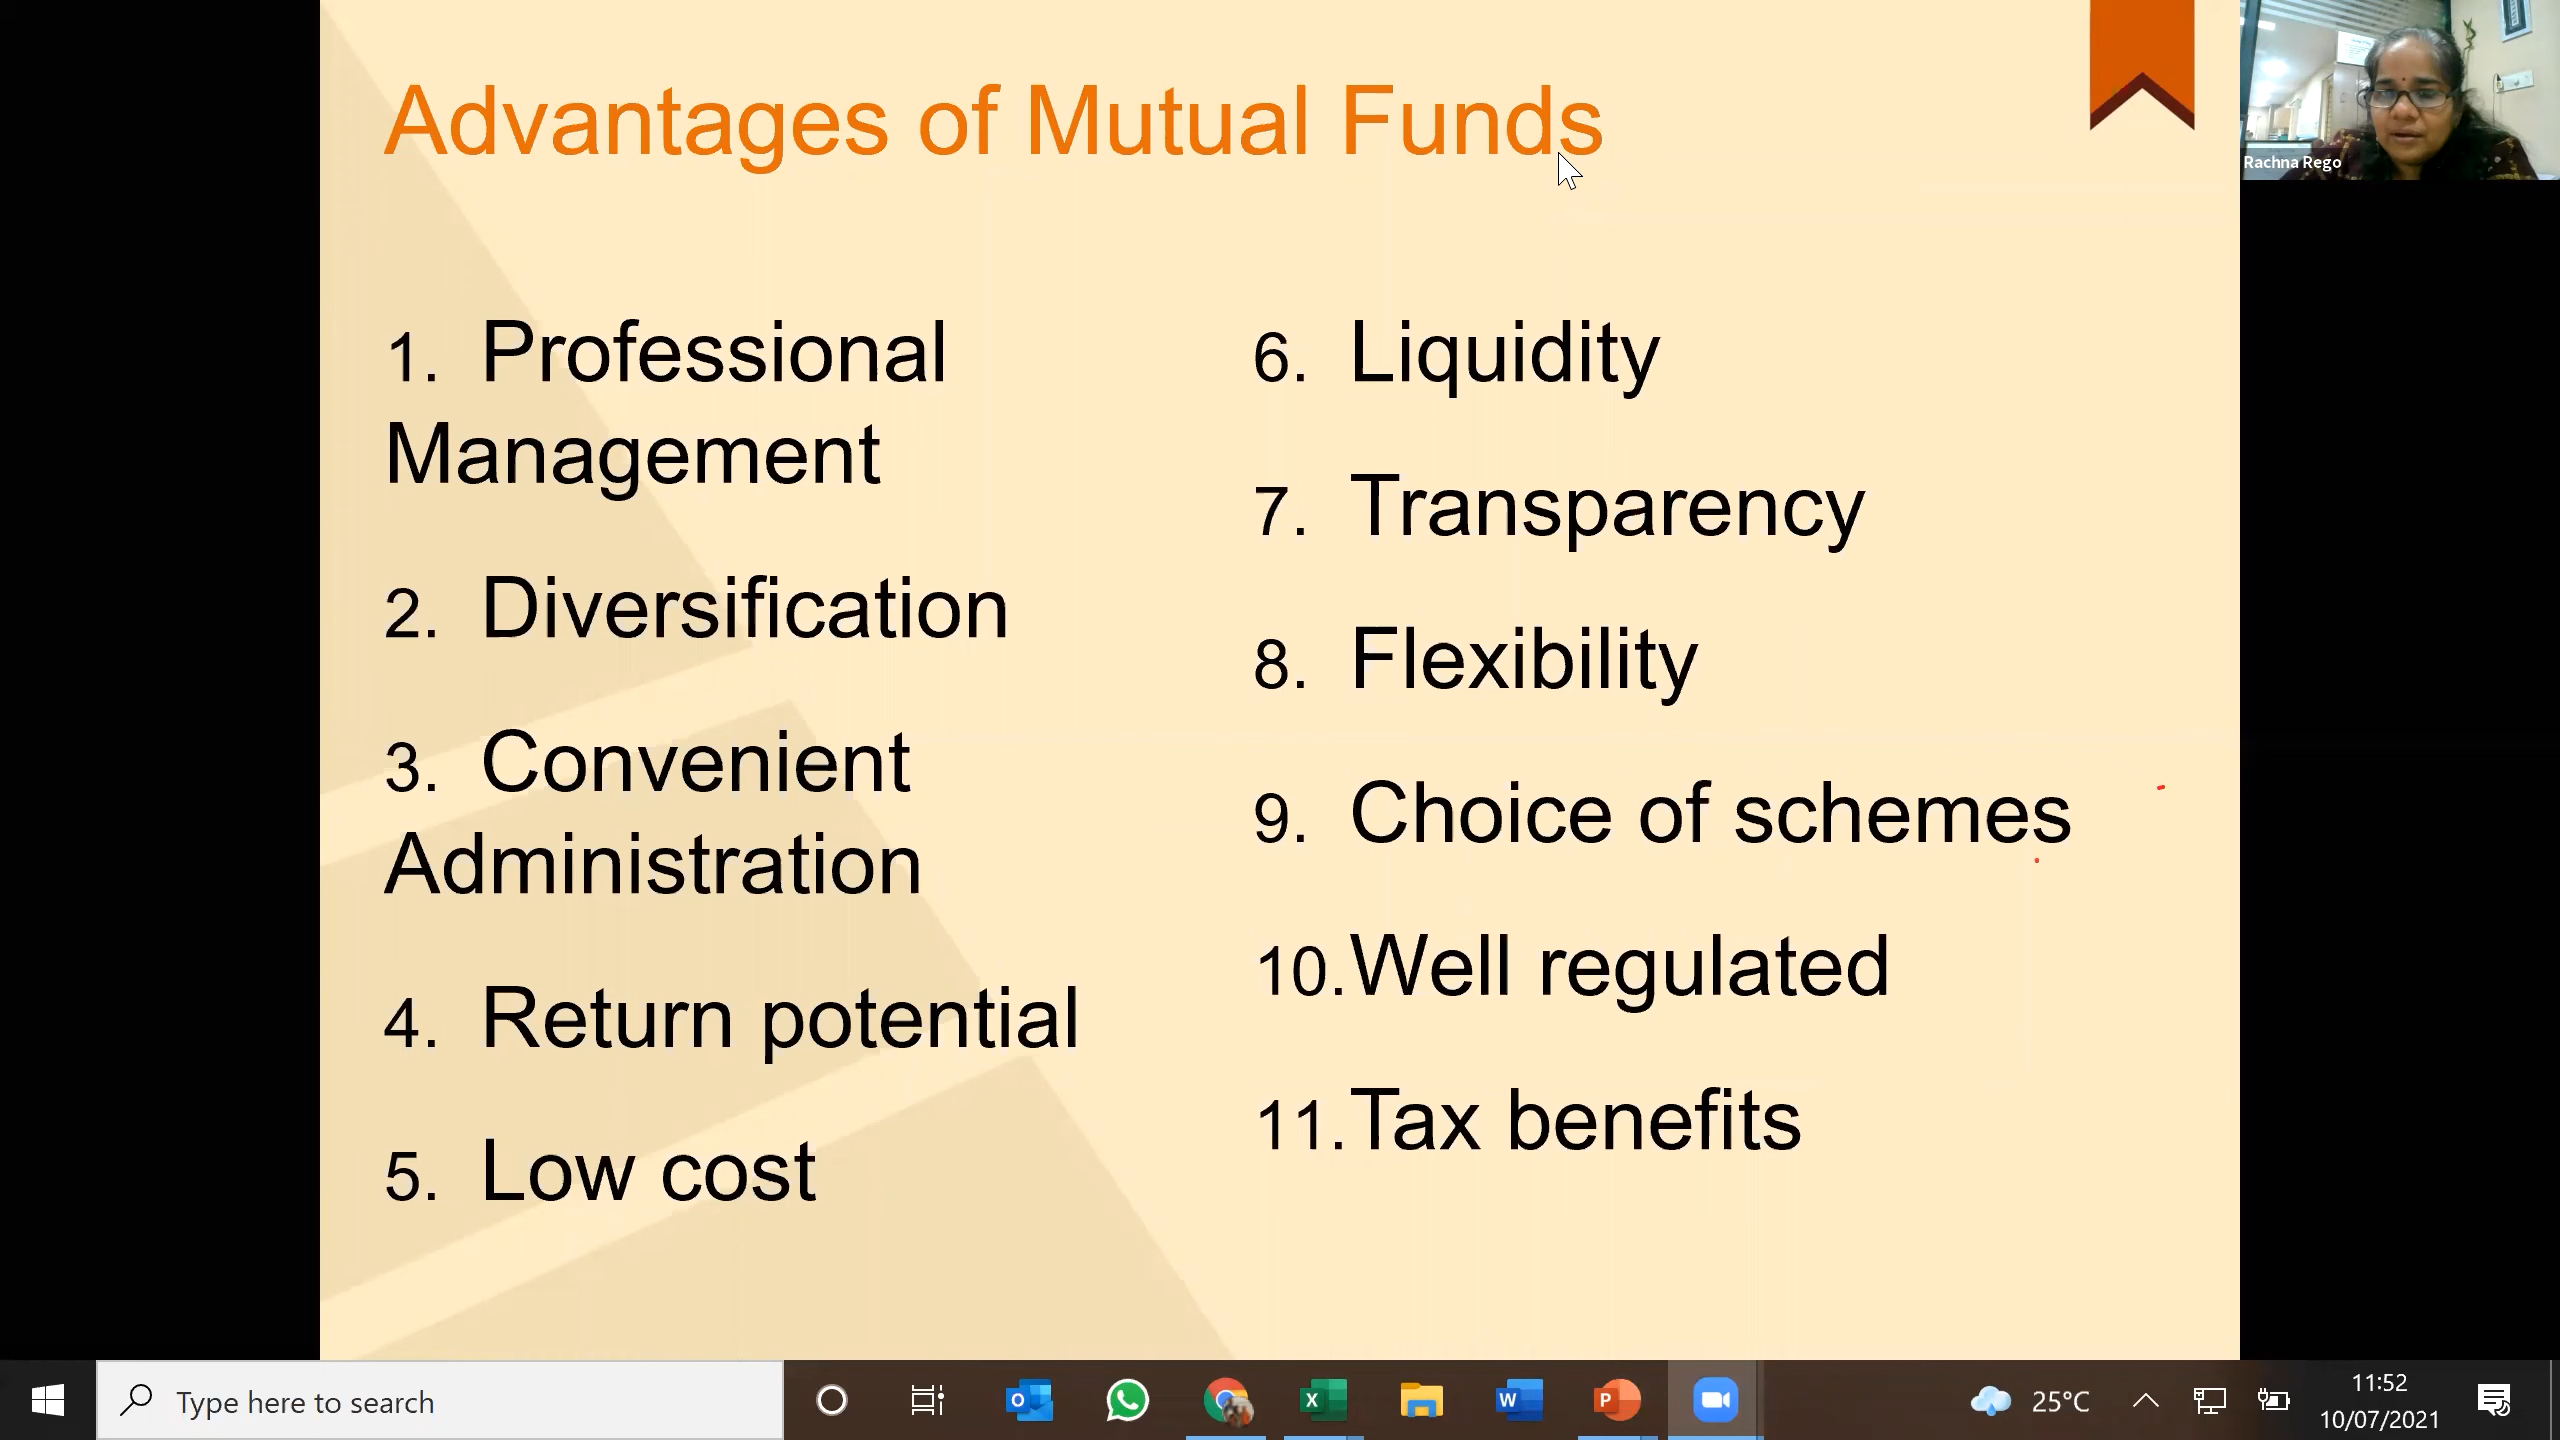 Advantages of Mutual Funds
Rachna Rego
1. Professional
Management
2. Diversification
3. Convenient
Administration
4. Return potential
5. Low cost
6. Liquidity
7. Transparency
8. Flexibility
9. Choice of schemes
10. Well regulated
11. Tax benefits
Type here to search
25°C
11:52
10/07/2021